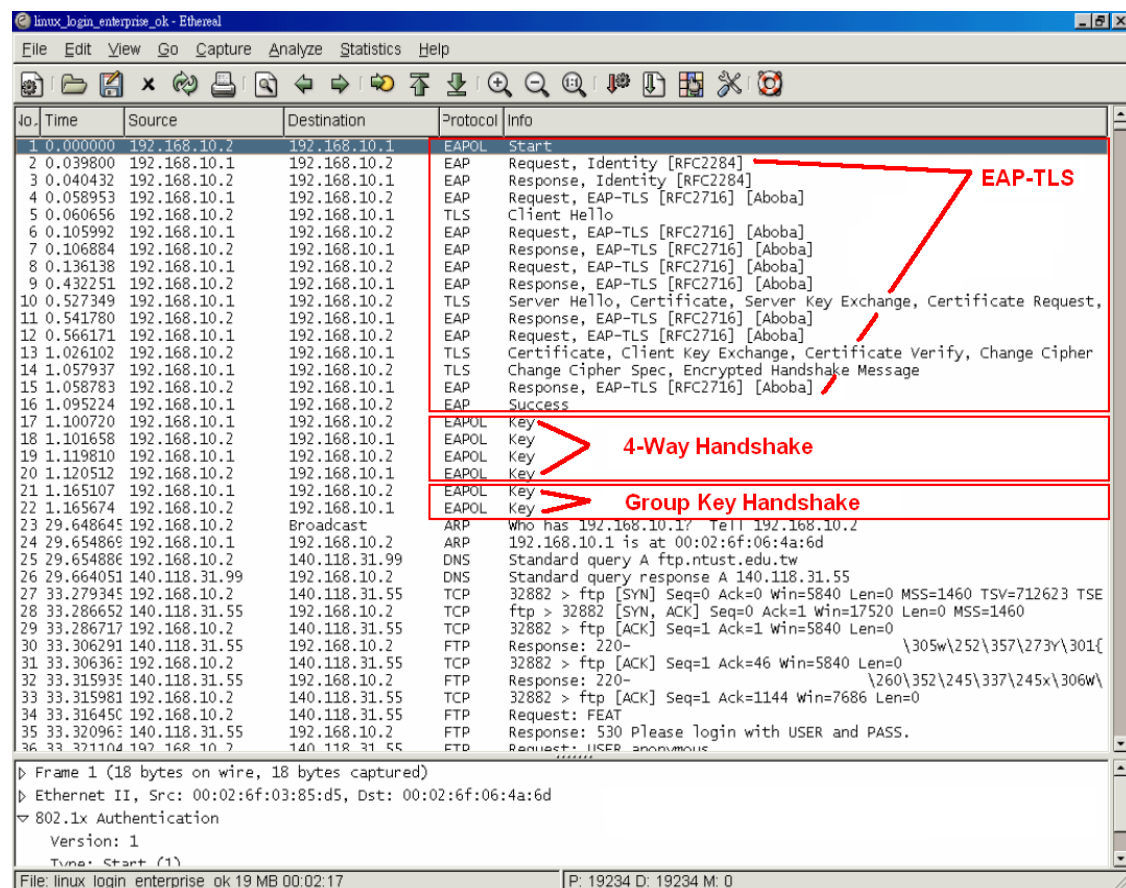 linux_login_enterprise_ok - Ethereal
File Edit View Go Capture Analyze Statistics Help
No. Time Source Destination Protocol Info
1 0.000000 192.168.10.2 192.168.10.1 EAPOL Start
2 0.039800 192.168.10.1 192.168.10.2 EAP Request, Identity [RFC2284]
3 0.040432 192.168.10.2 192.168.10.1 EAP Response, Identity [RFC2284]
EAP-TLS
4 0.058953 192.168.10.1 192.168.10.2 EAP Request, EAP-TLS [RFC2716] [Aboba]
5 0.060656 192.168.10.2 192.168.10.1 TLS Client Hello
6 0.105992 192.168.10.1 192.168.10.2 EAP Request, EAP-TLS [RFC2716] [Aboba]
7 0.106884 192.168.10.2 192.168.10.1 EAP Response, EAP-TLS [RFC2716] [Aboba]
8 0.136138 192.168.10.1 192.168.10.2 EAP Request, EAP-TLS [RFC2716] [Aboba]
9 0.432251 192.168.10.2 192.168.10.1 EAP Response, EAP-TLS [RFC2716] [Aboba]
10 0.527349 192.168.10.1 192.168.10.2 TLS Server Hello, Certificate, Server Key Exchange, Certificate Request,
11 0.541780 192.168.10.2 192.168.10.1 EAP Response, EAP-TLS [RFC2716] [Aboba]
12 0.566171 192.168.10.1 192.168.10.2 EAP Request, EAP-TLS [RFC2716] [Aboba]
13 1.026102 192.168.10.2 192.168.10.1 TLS Certificate, Client Key Exchange, Certificate Verify, Change Cipher
14 1.057937 192.168.10.1 192.168.10.2 TLS Change Cipher Spec, Encrypted Handshake Message
15 1.058783 192.168.10.2 192.168.10.1 EAP Response, EAP-TLS [RFC2716] [Aboba]
16 1.095224 192.168.10.1 192.168.10.2 EAP Success
17 1.100720 192.168.10.1 192.168.10.2 EAPOL Key
18 1.101658 192.168.10.2 192.168.10.1 EAPOL Key
4-Way Handshake
19 1.119810 192.168.10.1 192.168.10.2 EAPOL Key
20 1.120512 192.168.10.2 192.168.10.1 EAPOL Key
21 1.165107 192.168.10.1 192.168.10.2 EAPOL Key
Group Key Handshake
22 1.165674 192.168.10.2 192.168.10.1 EAPOL Key
23 29.648645 192.168.10.2 Broadcast ARP Who has 192.168.10.1? Tell 192.168.10.2
24 29.654869 192.168.10.1 192.168.10.2 ARP 192.168.10.1 is at 00:02:6f:06:4a:6d
25 29.654886 192.168.10.2 140.118.31.99 DNS Standard query A ftp.ntust.edu.tw
26 29.664051 140.118.31.99 192.168.10.2 DNS Standard query response A 140.118.31.55
27 33.279345 192.168.10.2 140.118.31.55 TCP 32882 > ftp [SYN] Seq=0 Ack=0 Win=5840 Len=0 MSS=1460 TSV=712623 TSE
28 33.286652 140.118.31.55 192.168.10.2 TCP ftp > 32882 [SYN, ACK] Seq=0 Ack=1 Win=17520 Len=0 MSS=1460
29 33.286717 192.168.10.2 140.118.31.55 TCP 32882 > ftp [ACK] Seq=1 Ack=1 Win=5840 Len=0
30 33.306291 140.118.31.55 192.168.10.2 FTP Response: 220- \305w\252\357\273Y\301{
31 33.306363 192.168.10.2 140.118.31.55 TCP 32882 > ftp [ACK] Seq=1 Ack=46 Win=5840 Len=0
32 33.315935 140.118.31.55 192.168.10.2 FTP Response: 220- \260\352\245\337\245x\306W\
33 33.315981 192.168.10.2 140.118.31.55 TCP 32882 > ftp [ACK] Seq=1 Ack=1144 Win=7686 Len=0
34 33.316450 192.168.10.2 140.118.31.55 FTP Request: FEAT
35 33.320963 140.118.31.55 192.168.10.2 FTP Response: 530 Please login with USER and PASS.
36 33.321104 192.168.10.2 140.118.31.55 FTP Request: USER anonymous
Frame 1 (18 bytes on wire, 18 bytes captured)
Ethernet II, Src: 00:02:6f:03:85:d5, Dst: 00:02:6f:06:4a:6d
802.1x Authentication
Version: 1
Type: Start (1)
File: linux_login_enterprise_ok 19 MB 00:02:17 P: 19234 D: 19234 M: 0